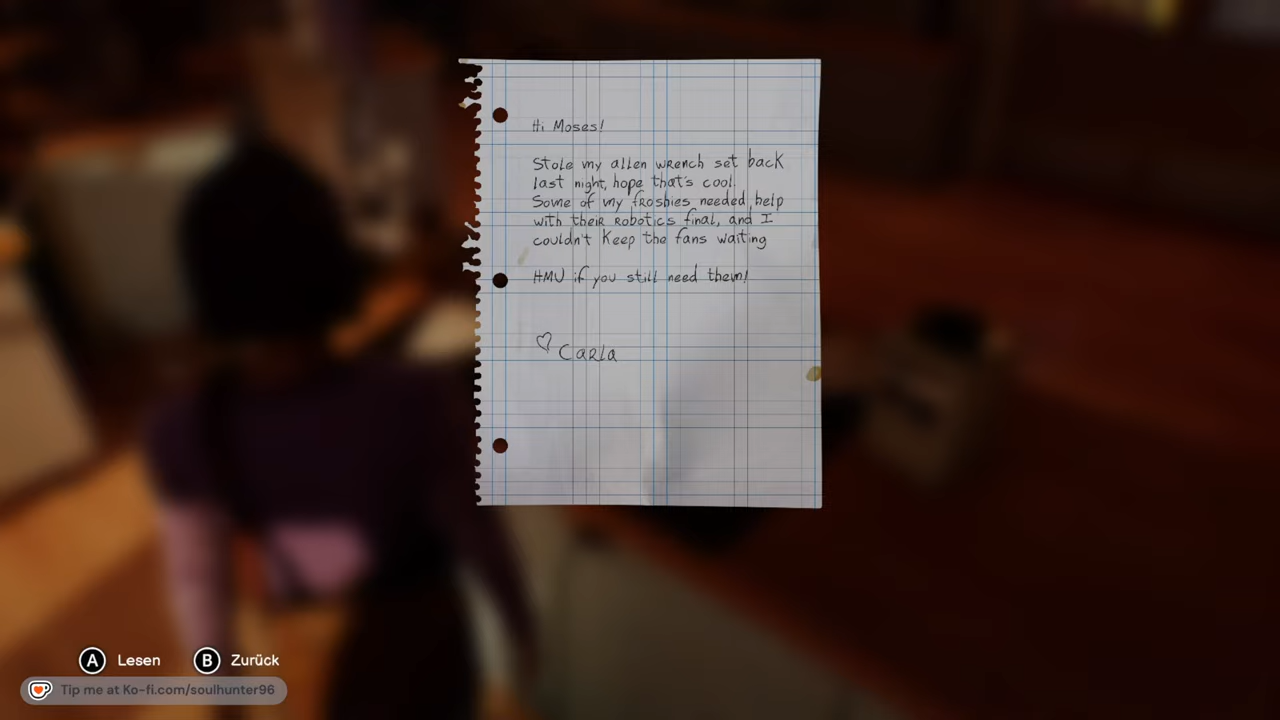 Hi Moses!
Stole my allen wrench set back
last night, hope that's cool.
Some of my froshies needed help
with their robotics final, and I
couldn't keep the fans waiting
HMU if you still need them!
♡ Carla
A Lesen B Zurück
Tip me at Ko-fi.com/soulhunter96